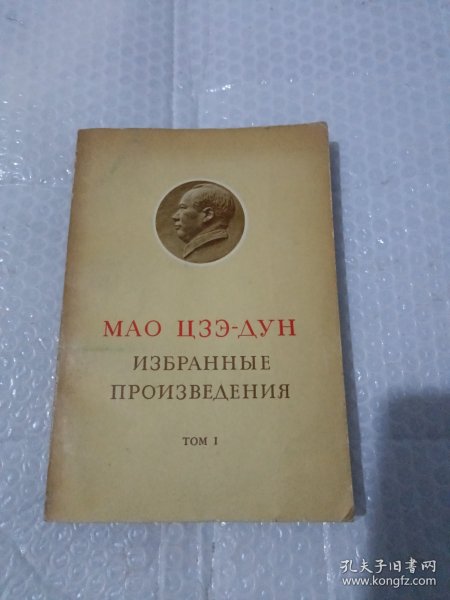 МАО ЦЗЭ-ДУН
ИЗБРАННЫЕ
ПРОИЗВЕДЕНИЯ
ТОМ I
孔夫子旧书网
www.kongfz.com